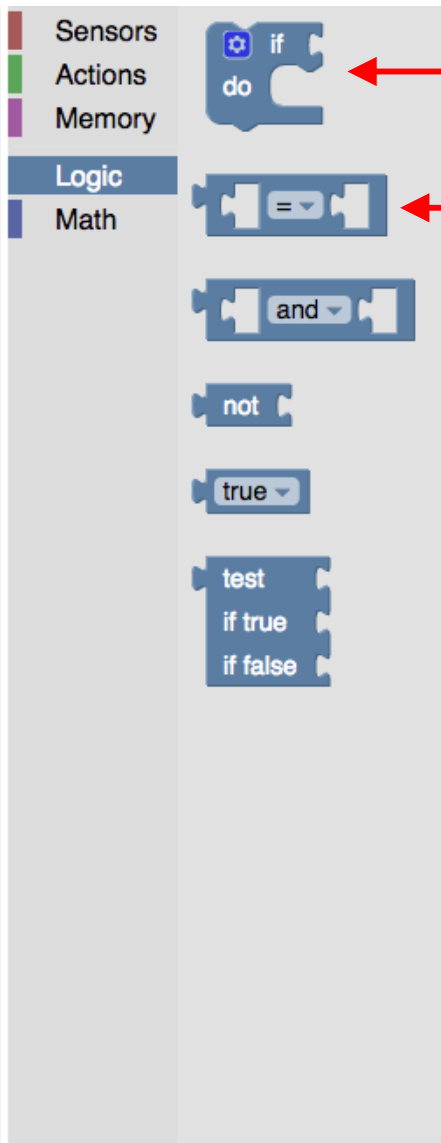 Sensors
Actions
Memory
Logic
Math
if
do
=
and
not
true
test
if true
if false